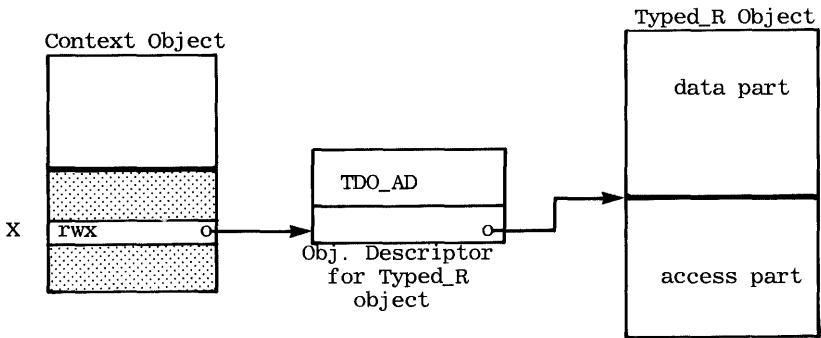 Typed_R Object
Context Object
data part
TDO_AD
X
rwx
Obj. Descriptor
for Typed_R
object
access part